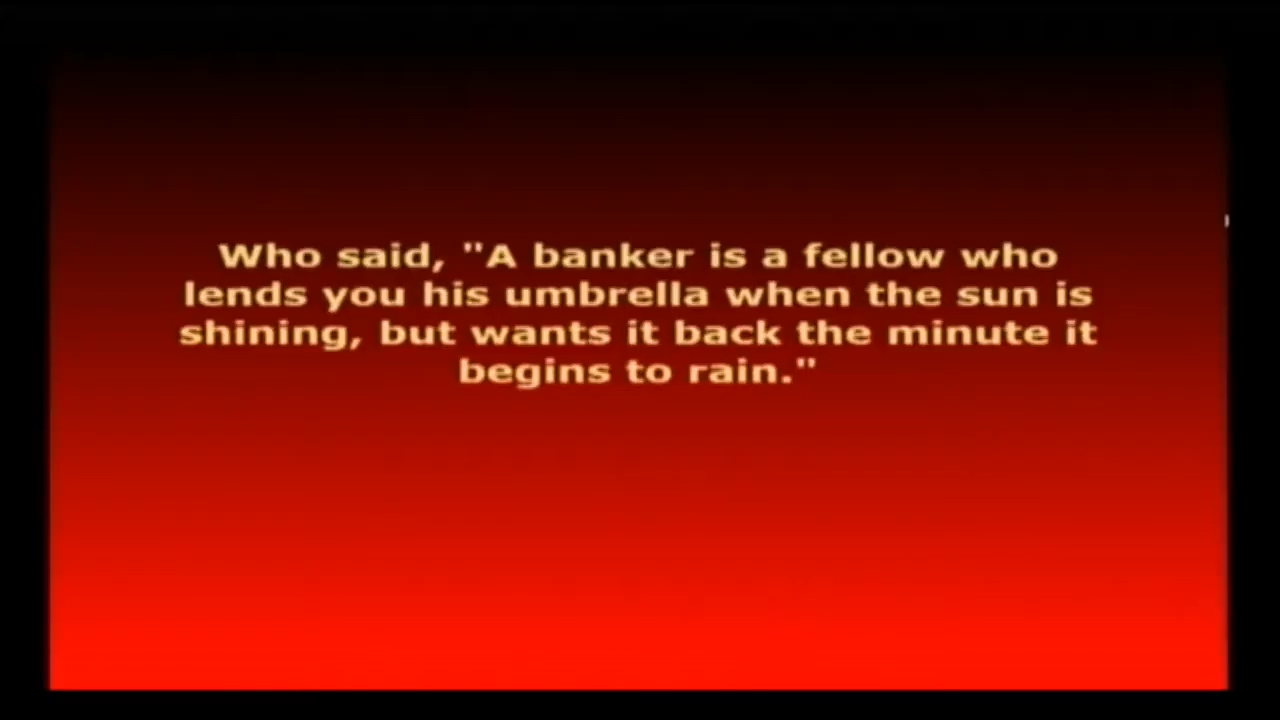 Who said, "A banker is a fellow who
lends you his umbrella when the sun is
shining, but wants it back the minute it
begins to rain."